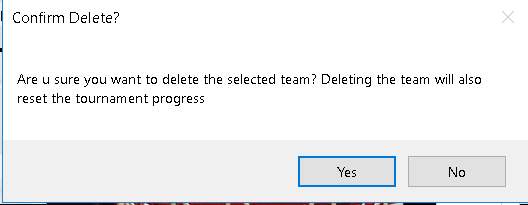 Confirm Delete?
Are u sure you want to delete the selected team? Deleting the team will also
reset the tournament progress
Yes
No